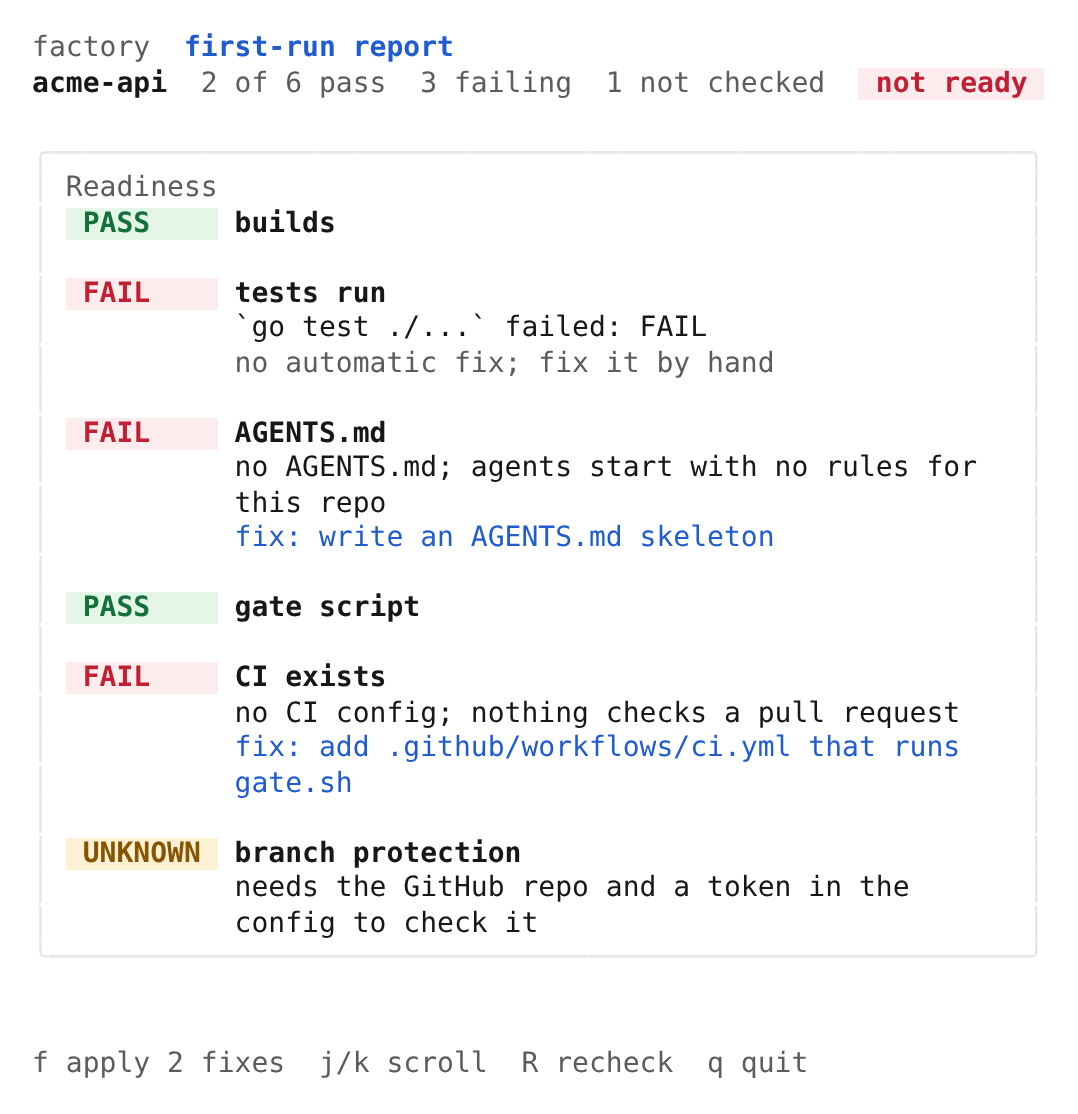 factory  first-run report
acme-api  2 of 6 pass  3 failing  1 not checked  not ready
Readiness
PASS  builds
FAIL  tests run
`go test ./...` failed: FAIL
no automatic fix; fix it by hand
FAIL  AGENTS.md
no AGENTS.md; agents start with no rules for
this repo
fix: write an AGENTS.md skeleton
PASS  gate script
FAIL  CI exists
no CI config; nothing checks a pull request
fix: add .github/workflows/ci.yml that runs
gate.sh
UNKNOWN  branch protection
needs the GitHub repo and a token in the
config to check it
f apply 2 fixes  j/k scroll  R recheck  q quit